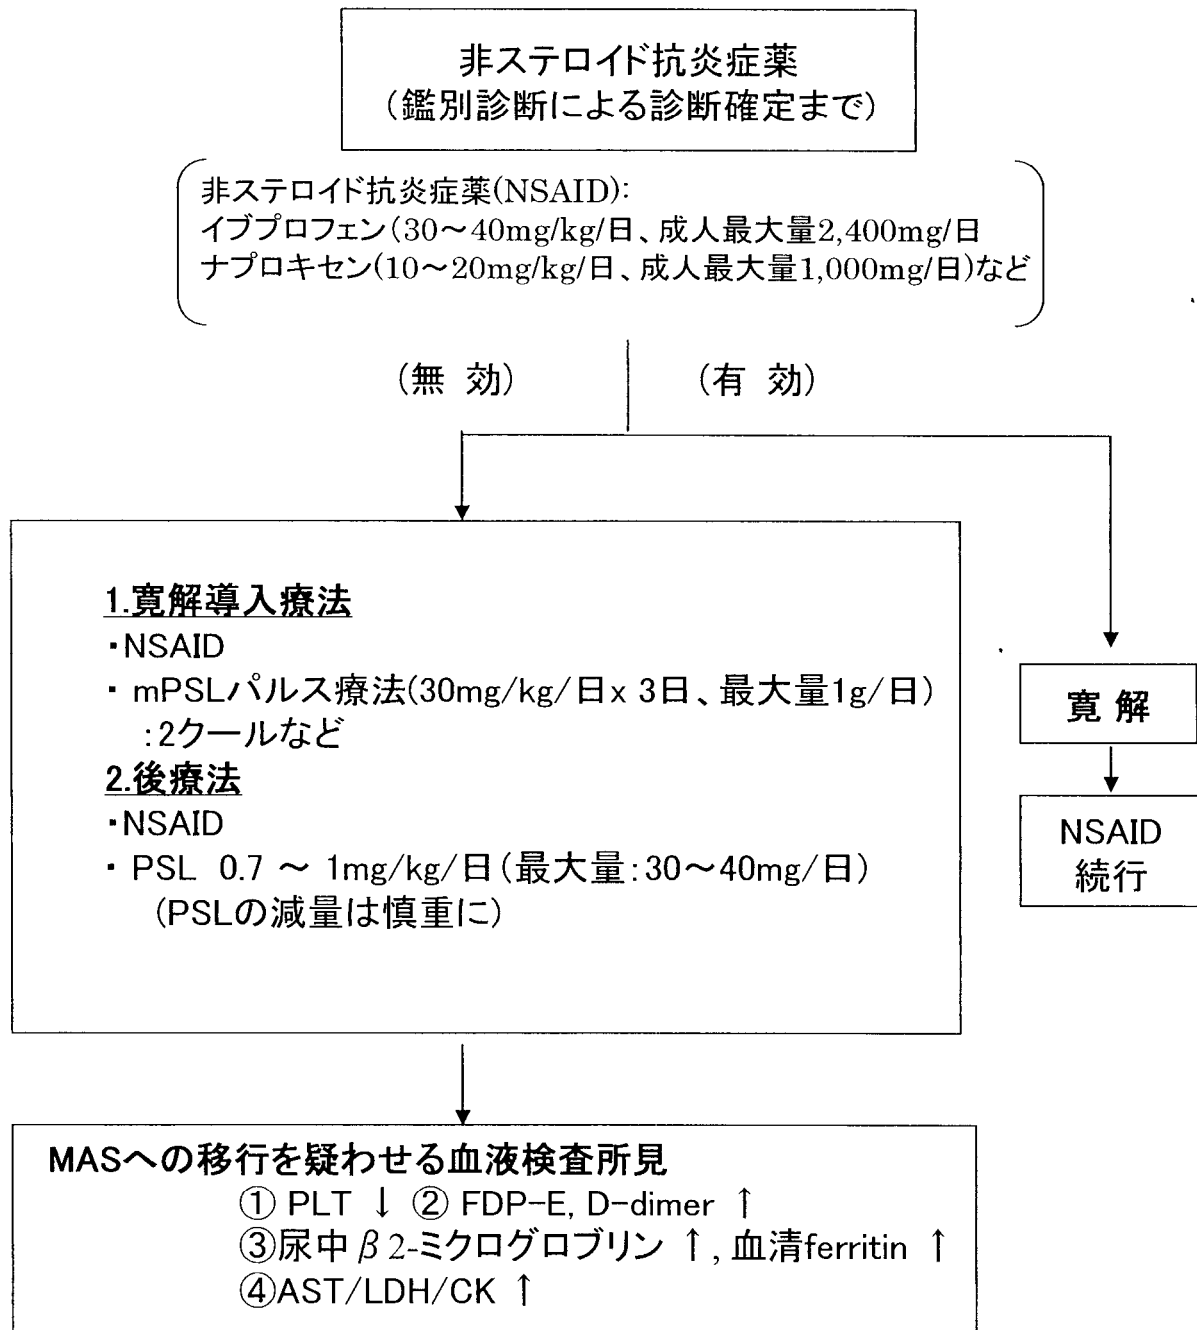 非ステロイド抗炎症薬
(鑑別診断による診断確定まで)
非ステロイド抗炎症薬(NSAID):
イブプロフェン(30～40mg/kg/日、成人最大量2,400mg/日
ナプロキセン(10～20mg/kg/日、成人最大量1,000mg/日)など
(無 効) (有 効)
1.寛解導入療法
・NSAID
・mPSLパルス療法(30mg/kg/日x 3日、最大量1g/日)
:2クールなど
2.後療法
・NSAID
・PSL 0.7 ～ 1mg/kg/日(最大量:30～40mg/日)
(PSLの減量は慎重に)
寛 解
NSAID
続行
MASへの移行を疑わせる血液検査所見
① PLT ↓ ② FDP-E, D-dimer ↑
③尿中β2-ミクログロブリン ↑, 血清ferritin ↑
④AST/LDH/CK ↑